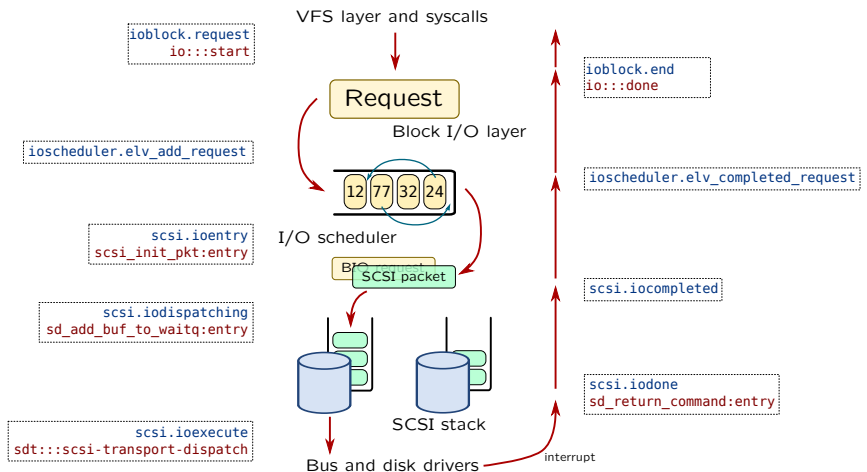 VFS layer and syscalls
ioblock.request
io:::start
Request
Block I/O layer
ioscheduler.elv_add_request
12 77 32 24
I/O scheduler
scsi.ioentry
scsi_init_pkt:entry
BIO request
SCSI packet
scsi.iodispatching
sd_add_buf_to_waitq:entry
SCSI stack
scsi.ioexecute
sdt:::scsi-transport-dispatch
Bus and disk drivers
interrupt
ioblock.end
io:::done
ioscheduler.elv_completed_request
scsi.iocompleted
scsi.iodone
sd_return_command:entry